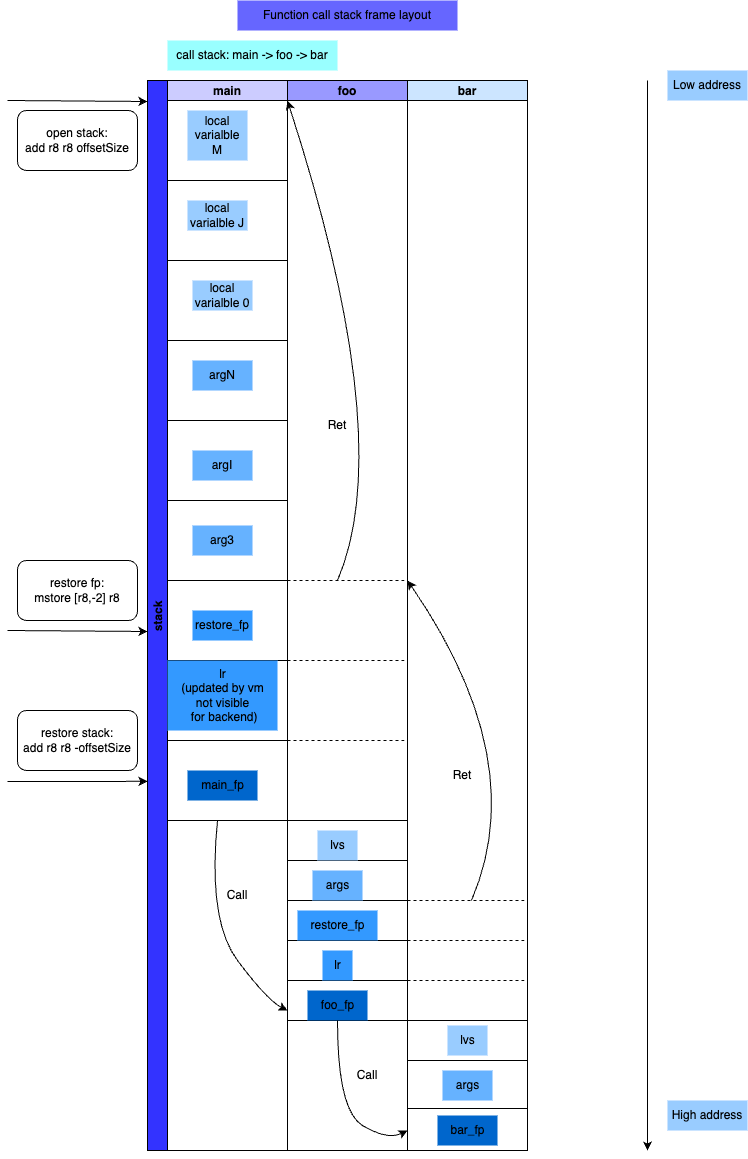 Function call stack frame layout
call stack: main -> foo -> bar
main
foo
bar
Low address
open stack:
add r8 r8 offsetSize
local
varialble
M
local
varialble J
local
varialble 0
argN
argI
arg3
Ret
restore fp:
mstore [r8,-2] r8
stack
restore_fp
lr
(updated by vm
not visible
for backend)
restore stack:
add r8 r8 -offsetSize
main_fp
Ret
Call
lvs
args
restore_fp
lr
foo_fp
Call
lvs
args
bar_fp
High address